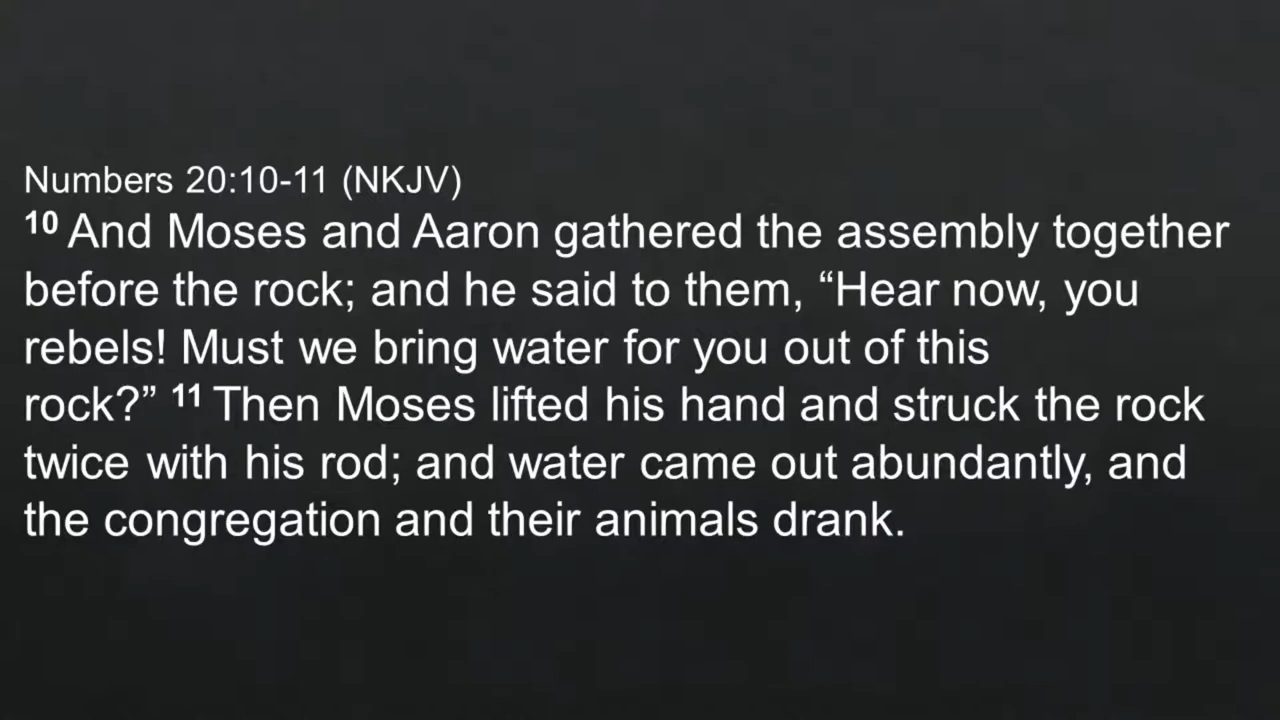 Numbers 20:10-11 (NKJV)
10 And Moses and Aaron gathered the assembly together
before the rock; and he said to them, “Hear now, you
rebels! Must we bring water for you out of this
rock?” 11 Then Moses lifted his hand and struck the rock
twice with his rod; and water came out abundantly, and
the congregation and their animals drank.